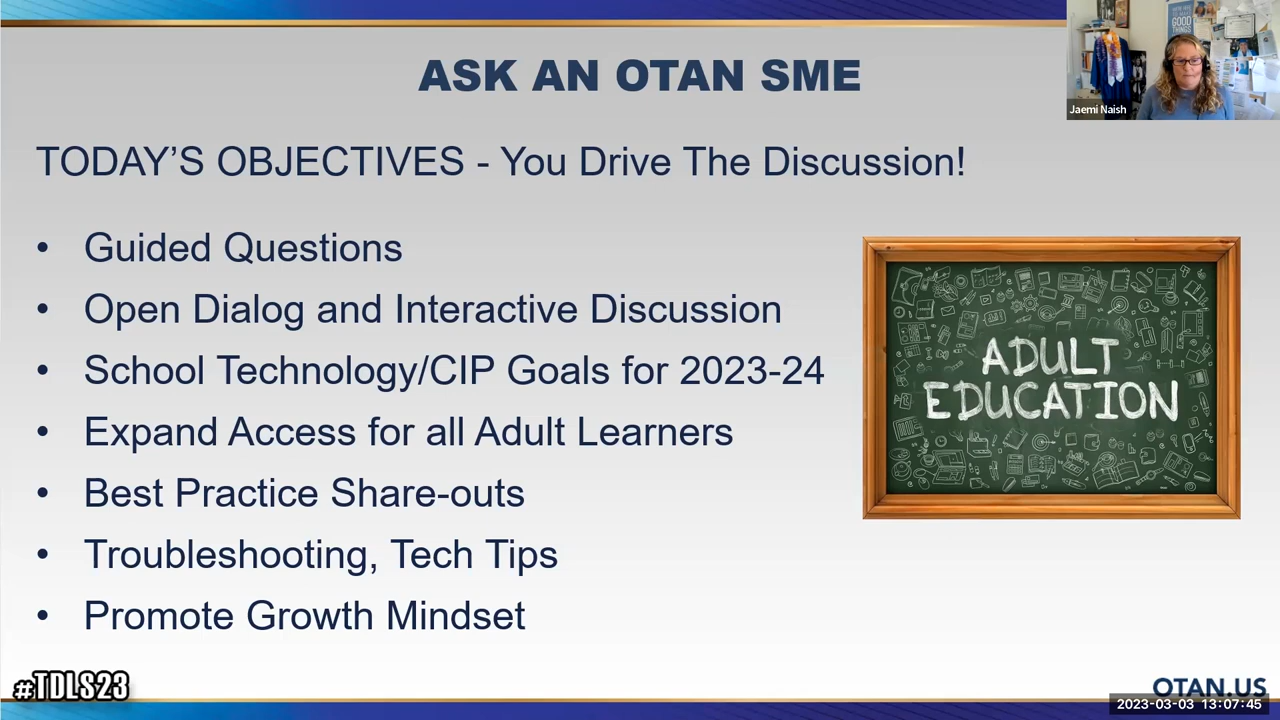 ASK AN OTAN SME
GOOD
THINGS
Jaemi Naish
TODAY’S OBJECTIVES - You Drive The Discussion!
• Guided Questions
• Open Dialog and Interactive Discussion
• School Technology/CIP Goals for 2023-24
• Expand Access for all Adult Learners
• Best Practice Share-outs
• Troubleshooting, Tech Tips
• Promote Growth Mindset
ADULT
EDUCATION
#TDLS23
OTAN.US
2023-03-03 13:07:45